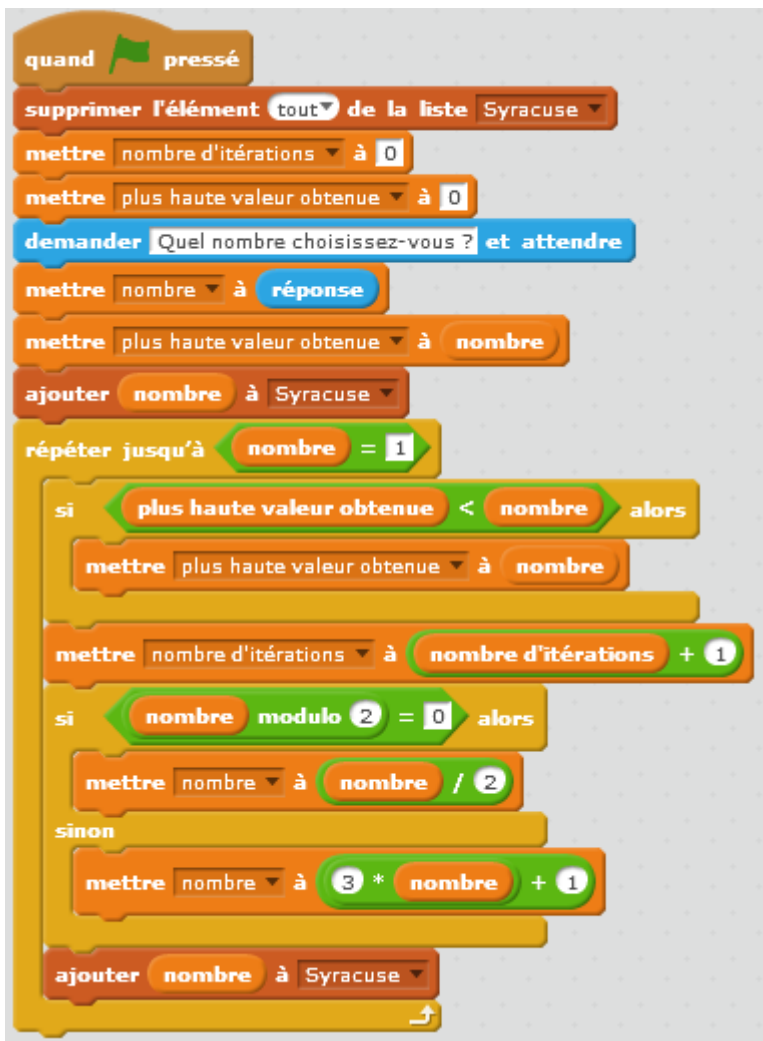 quand pressé
supprimer l'élément tout de la liste Syracuse
mettre nombre d'itérations à 0
mettre plus haute valeur obtenue à 0
demander Quel nombre choisissez-vous ? et attendre
mettre nombre à réponse
mettre plus haute valeur obtenue à nombre
ajouter nombre à Syracuse
répéter jusqu'à nombre = 1
si plus haute valeur obtenue < nombre alors
mettre plus haute valeur obtenue à nombre
mettre nombre d'itérations à nombre d'itérations + 1
si nombre modulo 2 = 0 alors
mettre nombre à nombre / 2
sinon
mettre nombre à 3 * nombre + 1
ajouter nombre à Syracuse